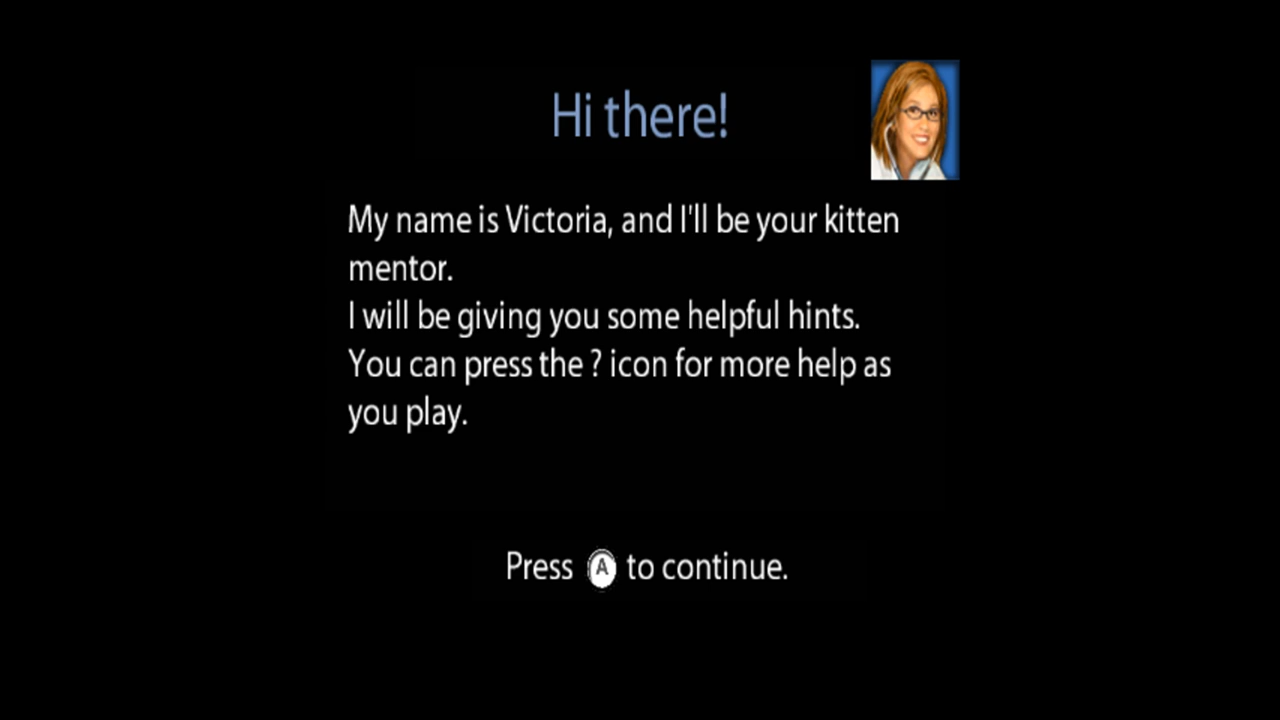 Hi there!
My name is Victoria, and I'll be your kitten
mentor.
I will be giving you some helpful hints.
You can press the ? icon for more help as
you play.
Press A to continue.